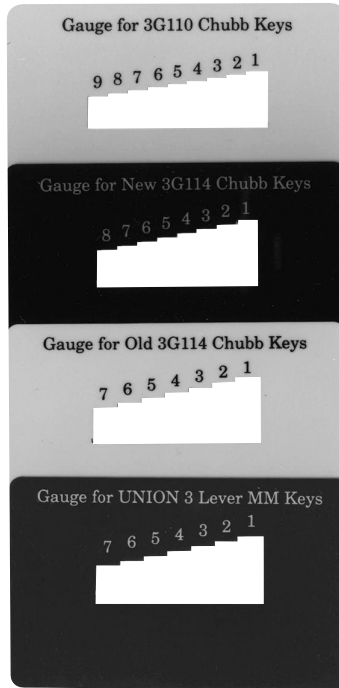 Gauge for 3G110 Chubb Keys
9 8 7 6 5 4 3 2 1
Gauge for New 3G114 Chubb Keys
8 7 6 5 4 3 2 1
Gauge for Old 3G114 Chubb Keys
7 6 5 4 3 2 1
Gauge for UNION 3 Lever MM Keys
7 6 5 4 3 2 1